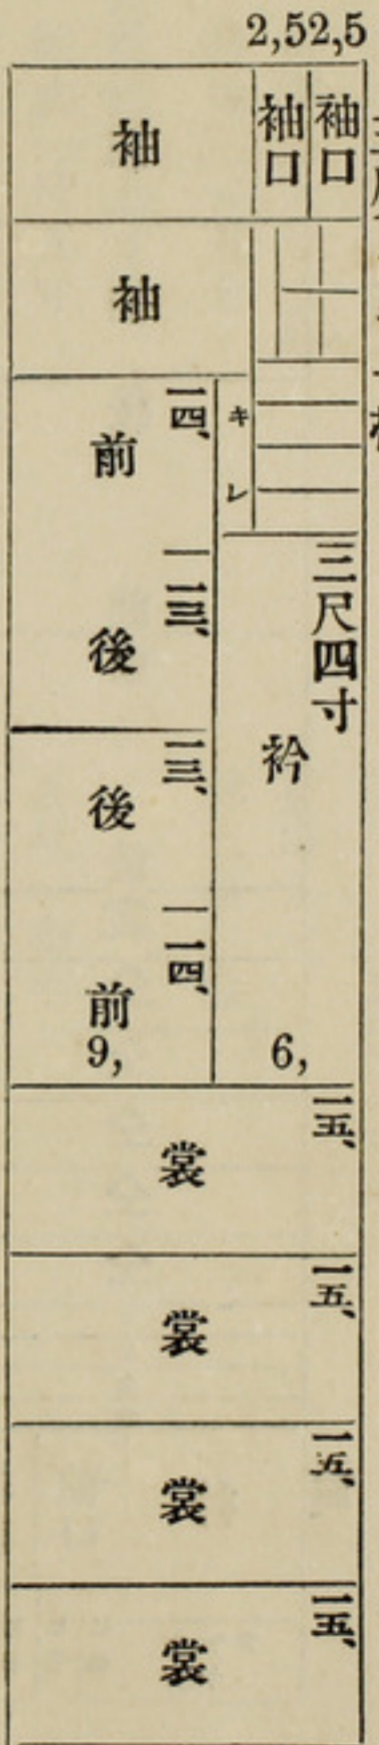 2,52,5
袖 袖口 袖口
袖
一四、
前
キレ
一三、
後
三尺四寸
衿
一三、
後
一四、
前
9,
6,
一五、
裳
一五、
裳
一五、
裳
一五、
裳